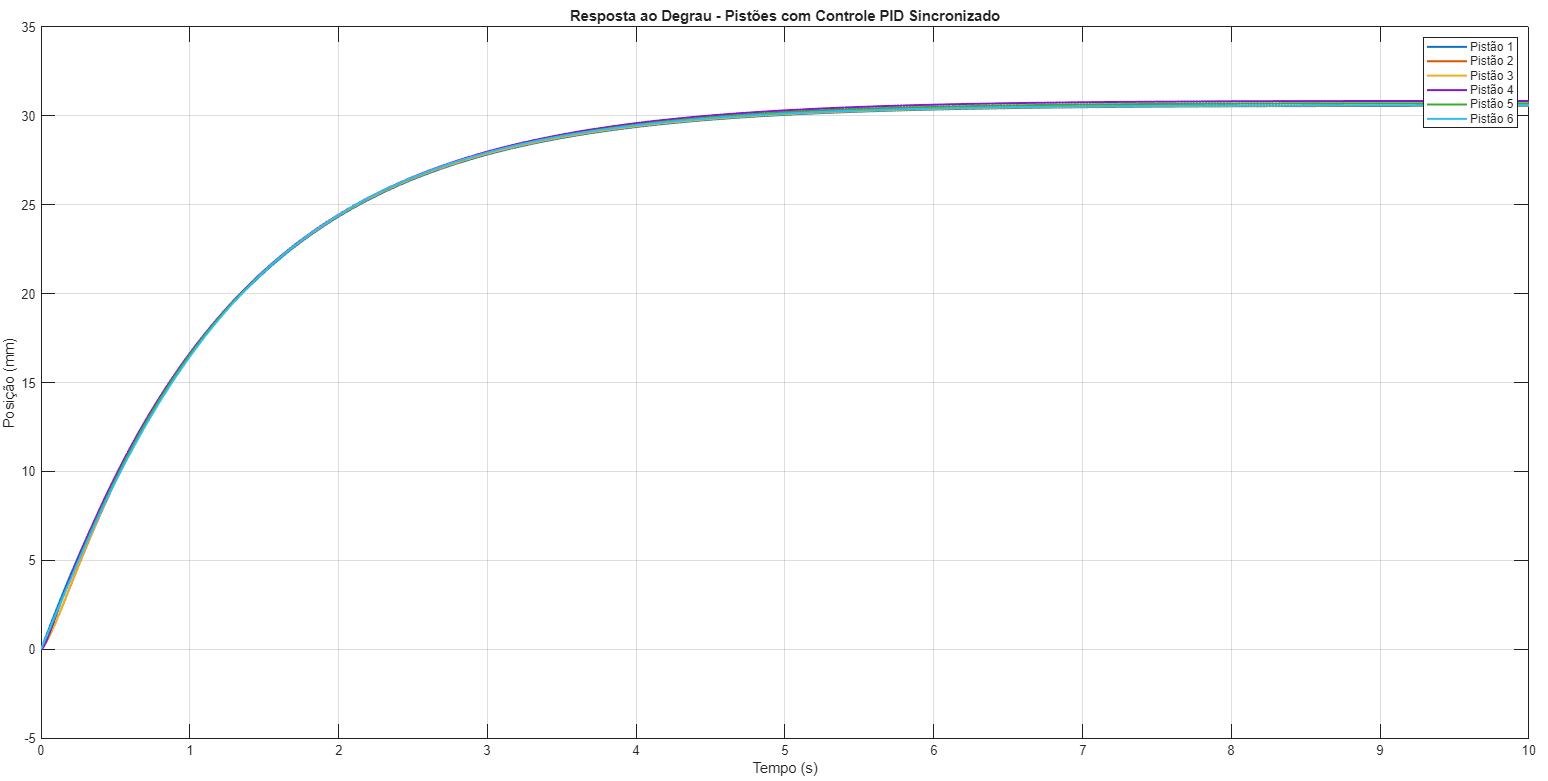 Resposta ao Degrau - Pistões com Controle PID Sincronizado
35
30
25
20
15
10
5
0
-5
Posição (mm)
Pistão 1
Pistão 2
Pistão 3
Pistão 4
Pistão 5
Pistão 6
0 1 2 3 4 5 6 7 8 9 10
Tempo (s)